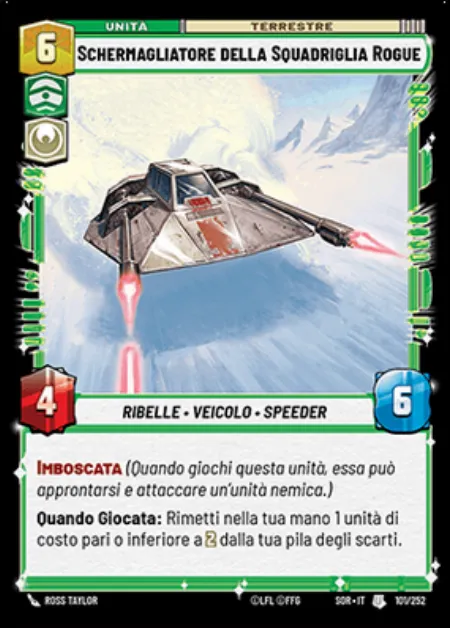 UNITÀ
TERRESTRE
6
SCHERMAGLIATORE DELLA SQUADRIGLIA ROGUE
4
RIBELLE • VEICOLO • SPEEDER
6
IMBOSCATA (Quando giochi questa unità, essa può
approntarsi e attaccare un'unità nemica.)
Quando Giocata: Rimetti nella tua mano 1 unità di
costo pari o inferiore a 2 dalla tua pila degli scarti.
ROSS TAYLOR
©LFL ©FFG
SOR • IT
101/252